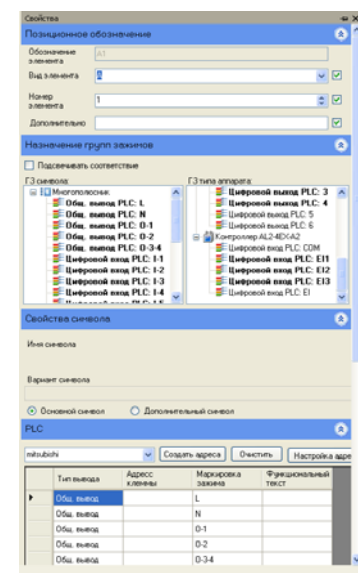 Свойства
Позиционное обозначение
Обозначение элемента
A1
Вид элемента
A
Номер элемента
1
Дополнительно
Назначение групп зажимов
Подсвечивать соответствие
ГЗ символа:
ГЗ типа аппарата:
Многополюсник
Общ. вывод PLC: L
Общ. вывод PLC: N
Общ. вывод PLC: 0-1
Общ. вывод PLC: 0-2
Общ. вывод PLC: 0-3-4
Цифровой вход PLC: I-1
Цифровой вход PLC: I-2
Цифровой вход PLC: I-3
Цифровой вход PLC: I-4
Цифровой вход PLC: I-5
Цифровой выход PLC: 3
Цифровой выход PLC: 4
Цифровой выход PLC: 5
Цифровой выход PLC: 6
Контроллер AL2-4EX-A2
Цифровой вход PLC: COM
Цифровой вход PLC: EI1
Цифровой вход PLC: EI2
Цифровой вход PLC: EI3
Цифровой вход PLC: EI
Свойства символа
Имя символа
Вариант символа
Основной символ
Дополнительный символ
PLC
mitsubishi
Создать адреса
Очистить
Настройка адре
Тип вывода
Адресс клеммы
Маркировка зажима
Функциональный текст
Общ. вывод
L
Общ. вывод
N
Общ. вывод
0-1
Общ. вывод
0-2
Общ. вывод
0-3-4